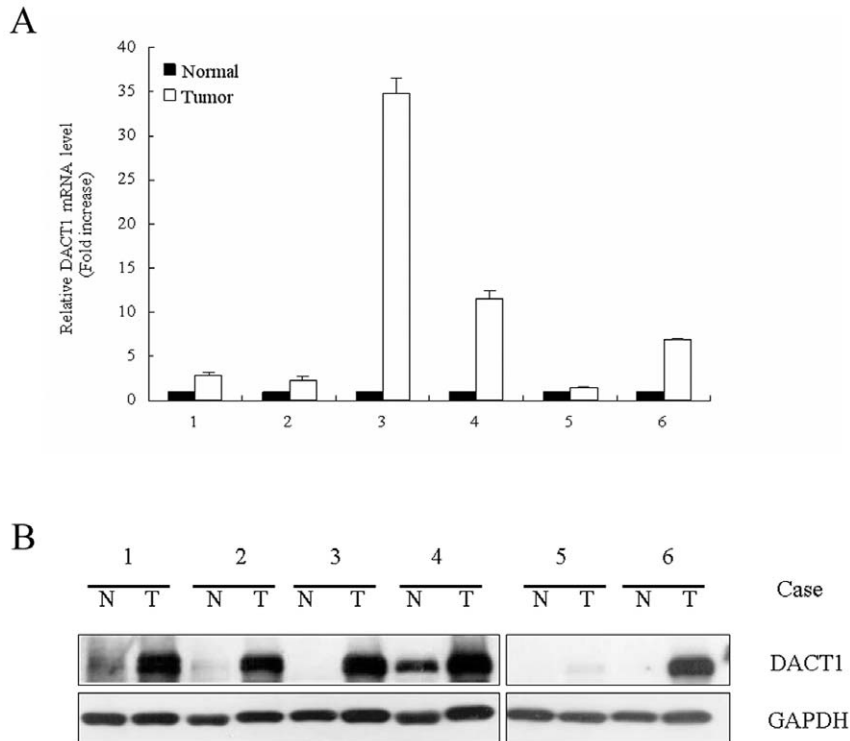 A
40
Normal
Tumor
35
30
25
20
15
10
5
0
Relative DACT1 mRNA level
(Fold increase)
1 2 3 4 5 6
B
1 2 3 4 5 6
Case
N T N T N T N T N T N T
DACT1
GAPDH